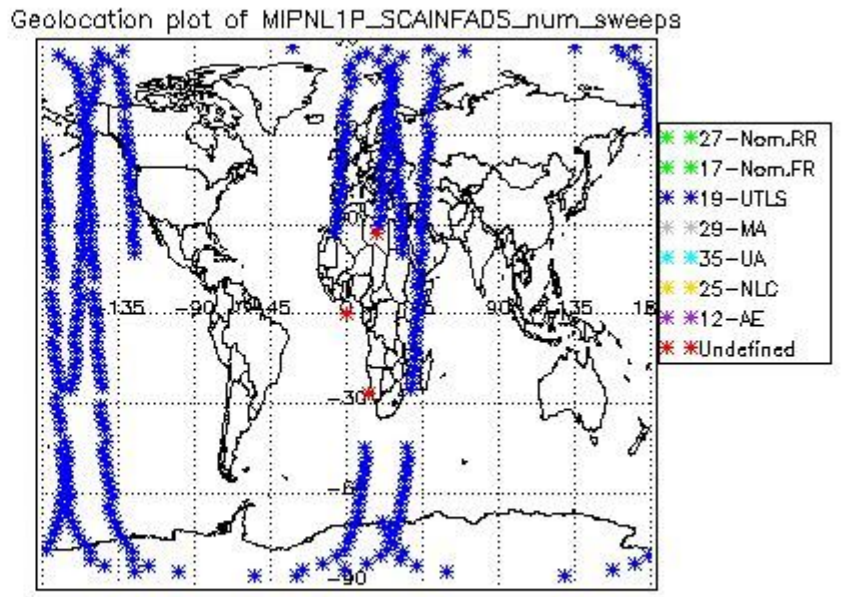 Geolocation plot of MIPNL1P_SCAINFADS_num_sweeps
27-Nom.RR
17-Nom.FR
19-UTLS
29-MA
35-UA
25-NLC
12-AE
Undefined
-135 -90 -45 90 135
-30
-90